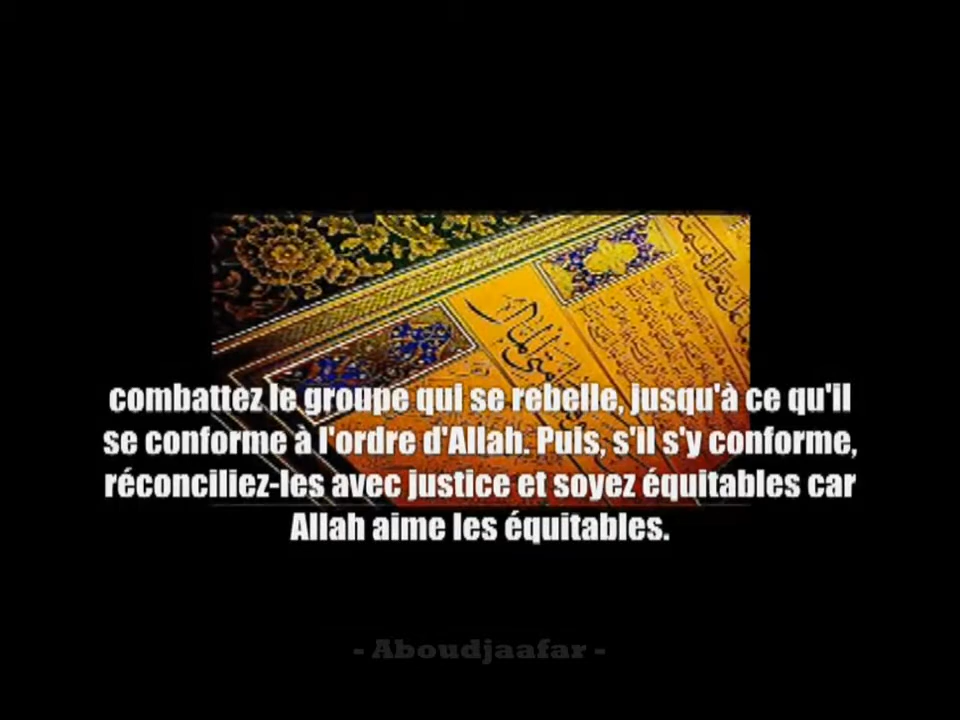 combattez le groupe qui se rebelle, jusqu'à ce qu'il
se conforme à l'ordre d'Allah. Puis, s'il s'y conforme,
réconciliez-les avec justice et soyez équitables car
Allah aime les équitables.
- Aboudjaafar -